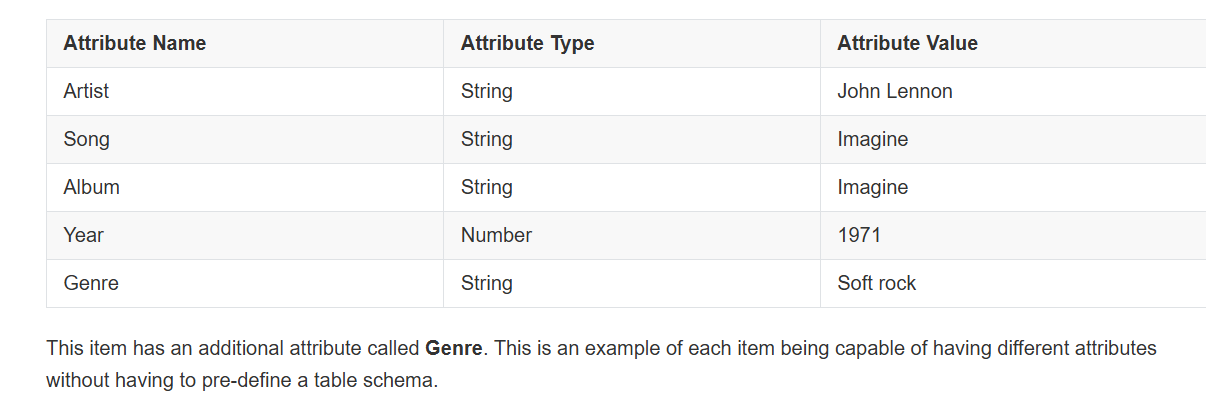 Attribute Name Attribute Type Attribute Value
Artist String John Lennon
Song String Imagine
Album String Imagine
Year Number 1971
Genre String Soft rock
This item has an additional attribute called Genre. This is an example of each item being capable of having different attributes
without having to pre-define a table schema.